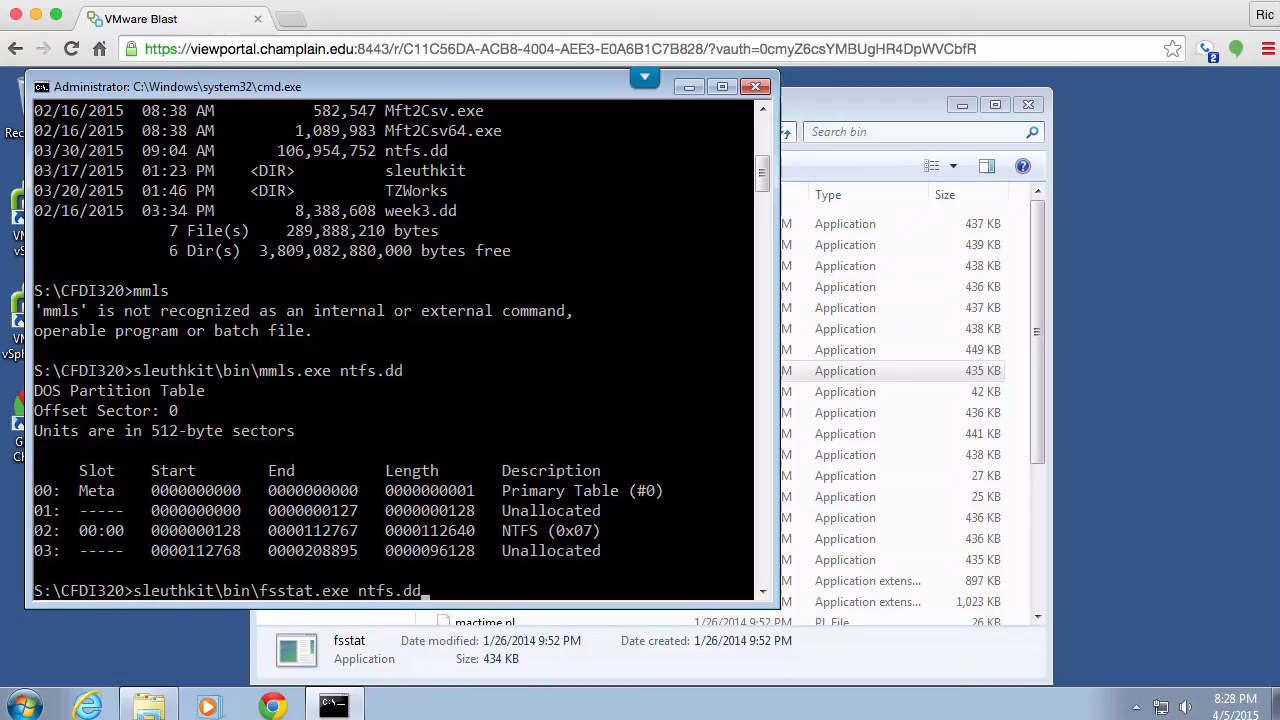 VMware Blast
Ric
https://viewportal.champlain.edu:8443/r/C11C56DA-ACB8-4004-AEE3-E0A6B1C7B828/?vauth=0cmyZ6csYMBUgHR4DpWVCbfR
2
Administrator: C:\Windows\system32\cmd.exe
02/16/2015 08:38 AM 582,547 Mft2Csv.exe
02/16/2015 08:38 AM 1,089,983 Mft2Csv64.exe
03/30/2015 09:04 AM 106,954,752 ntfs.dd
03/17/2015 01:23 PM <DIR> sleuthkit
03/20/2015 01:46 PM <DIR> TZWorks
02/16/2015 03:34 PM 8,388,608 week3.dd
7 File(s) 289,888,210 bytes
6 Dir(s) 3,809,082,880,000 bytes free
S:\CFDI320>mmls
'mmls' is not recognized as an internal or external command,
operable program or batch file.
S:\CFDI320>sleuthkit\bin\mmls.exe ntfs.dd
DOS Partition Table
Offset Sector: 0
Units are in 512-byte sectors
Slot Start End Length Description
00: Meta 0000000000 0000000000 0000000001 Primary Table (#0)
01: ----- 0000000000 0000000127 0000000128 Unallocated
02: 00:00 0000000128 0000112767 0000112640 NTFS (0x07)
03: ----- 0000112768 0000208895 0000096128 Unallocated
S:\CFDI320>sleuthkit\bin\fsstat.exe ntfs.dd
Search bin
Type Size
M Application 437 KB
M Application 439 KB
M Application 438 KB
M Application 436 KB
M Application 437 KB
M Application 438 KB
M Application 449 KB
M Application 435 KB
M Application 42 KB
M Application 436 KB
M Application 441 KB
M Application 438 KB
M Application 27 KB
M Application 25 KB
M Application 436 KB
M Application 439 KB
M Application 435 KB
M Application extens... 897 KB
M Application extens... 1,023 KB
mactime.pl 1/26/2014 9:52 PM PL File 26 KB
fsstat Date modified: 1/26/2014 9:52 PM Date created: 1/26/2014 9:52 PM
Application Size: 434 KB
Rec
VM
vS
VM
vSph
G
Ch
8:28 PM
4/5/2015